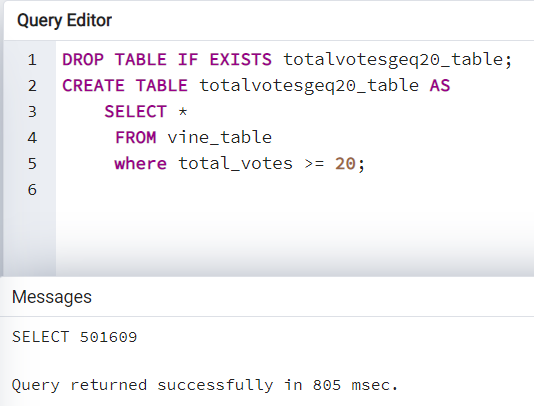 Query Editor
1 DROP TABLE IF EXISTS totalvotesgeq20_table;
2 CREATE TABLE totalvotesgeq20_table AS
3 SELECT *
4 FROM vine_table
5 where total_votes >= 20;
6
Messages
SELECT 501609
Query returned successfully in 805 msec.